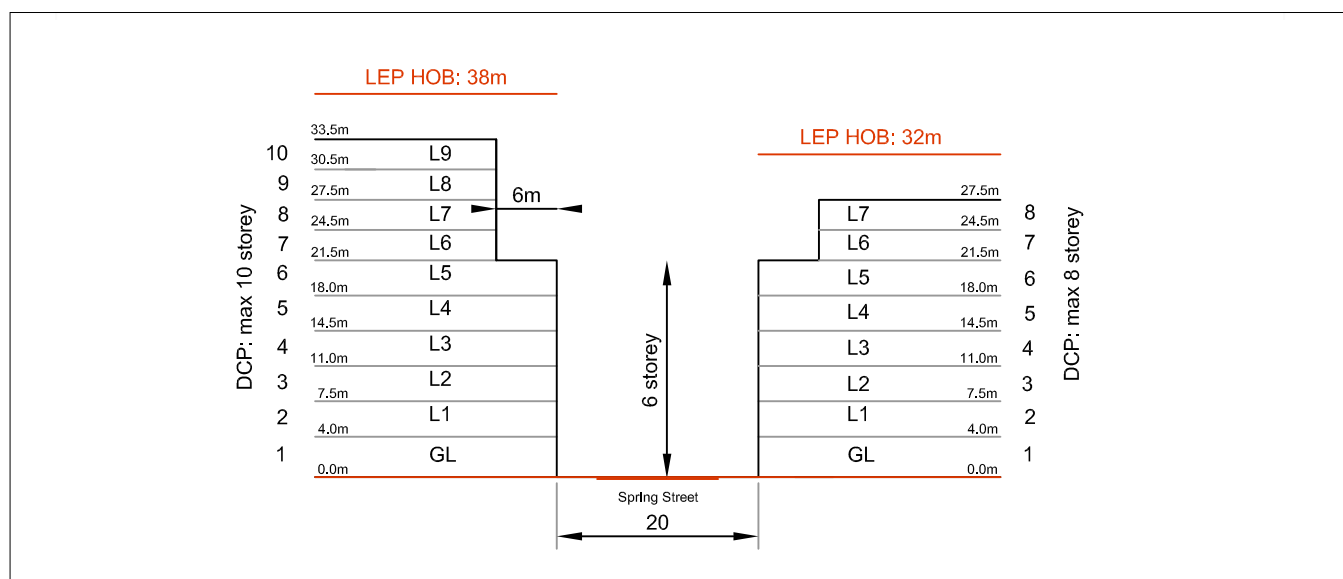 LEP HOB: 38m
33.5m
10 L9
30.5m
9 L8
27.5m
8 L7
24.5m
7 L6
21.5m
6 L5
18.0m
5 L4
14.5m
4 L3
11.0m
3 L2
7.5m
2 L1
4.0m
1 GL
0.0m
DCP: max 10 storey
6m
6 storey
Spring Street
20
LEP HOB: 32m
27.5m
L7 8
24.5m
L6 7
21.5m
L5 6
18.0m
L4 5
14.5m
L3 4
11.0m
L2 3
7.5m
L1 2
4.0m
GL 1
0.0m
DCP: max 8 storey